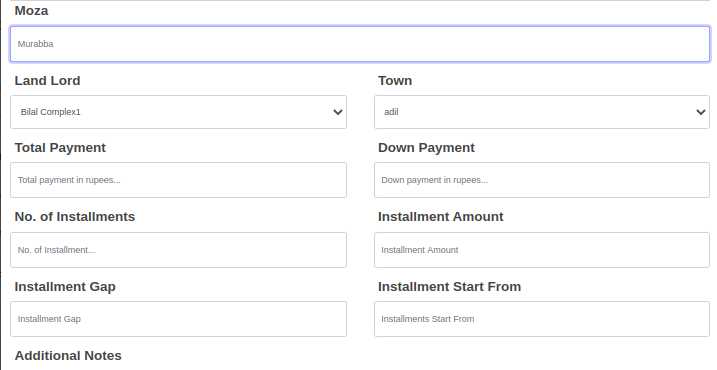 Moza
Murabba
Land Lord Town
Bilal Complex1 adil
Total Payment Down Payment
Total payment in rupees... Down payment in rupees...
No. of Installments Installment Amount
No. of Installment... Installment Amount
Installment Gap Installment Start From
Installment Gap Installments Start From
Additional Notes